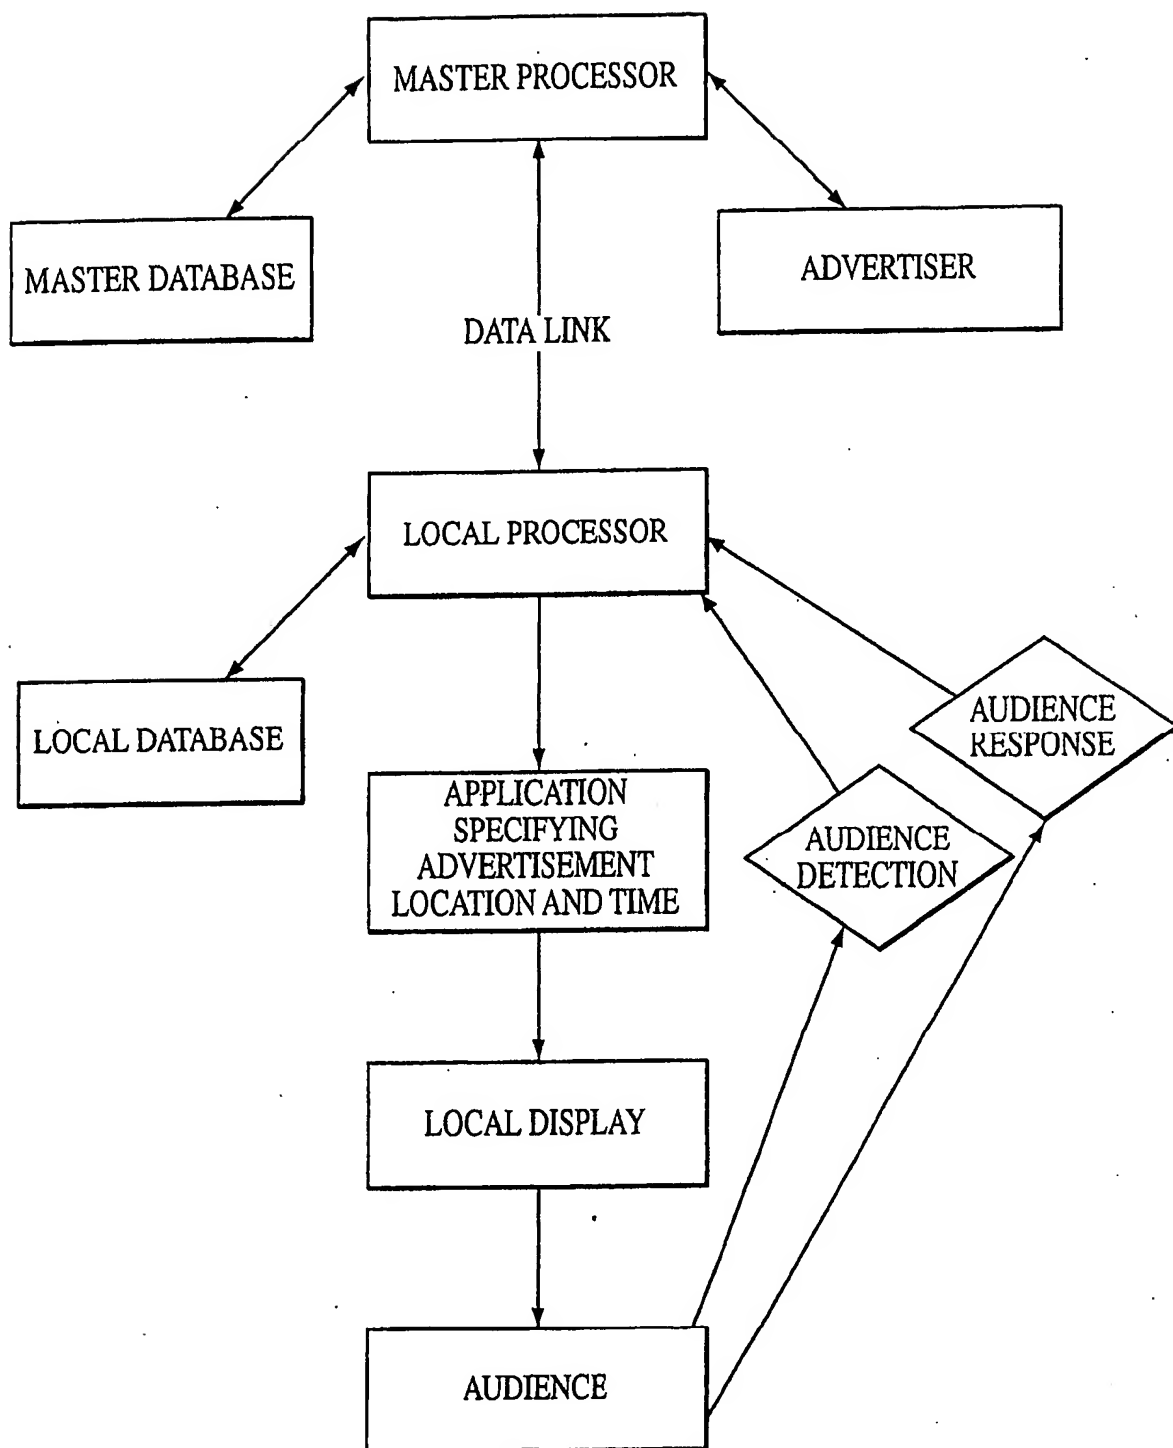 MASTER PROCESSOR
MASTER DATABASE
ADVERTISER
DATA LINK
LOCAL PROCESSOR
LOCAL DATABASE
AUDIENCE
RESPONSE
APPLICATION
SPECIFYING
ADVERTISEMENT
LOCATION AND TIME
AUDIENCE
DETECTION
LOCAL DISPLAY
AUDIENCE